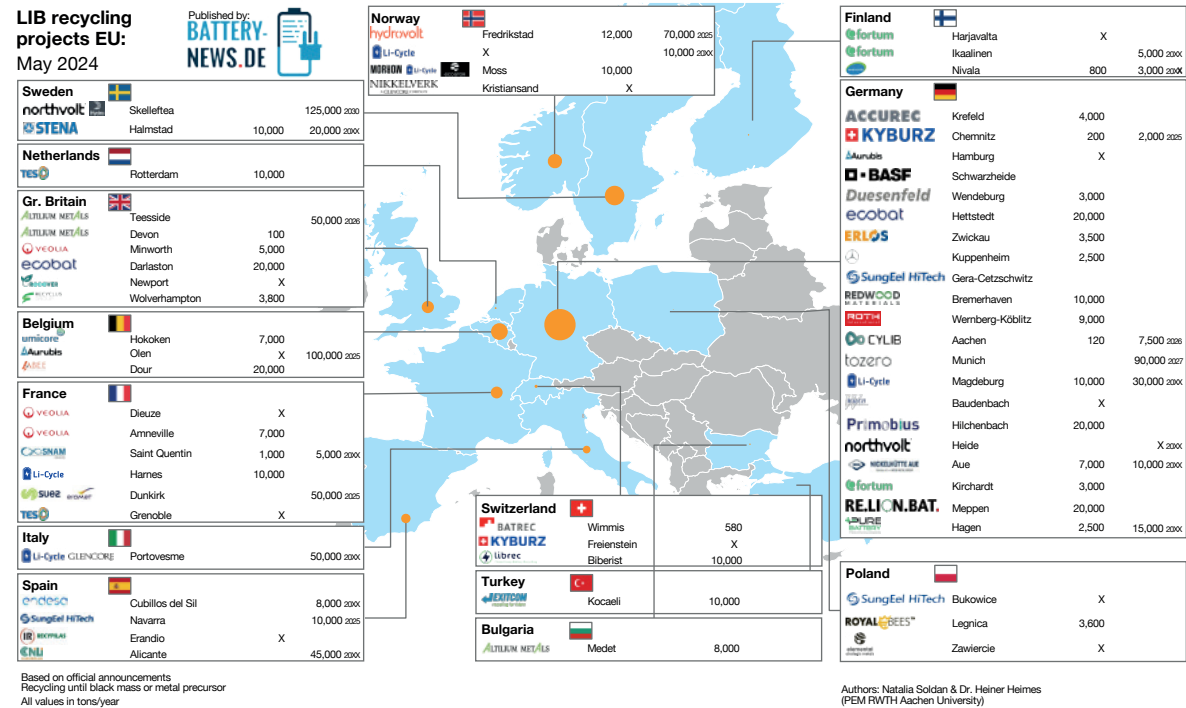 LIB recycling
projects EU:
May 2024
Published by:
BATTERY-
NEWS.DE
Sweden
northvolt Skelleftea 125,000 2030
STENA Halmstad 10,000 20,000 20XX
Netherlands
TES Rotterdam 10,000
Gr. Britain
ALTILIUM METALS Teesside 50,000 2026
ALTILIUM METALS Devon 100
VEOLIA Minworth 5,000
ecobat Darlaston 20,000
RECOVER Newport X
Wolverhampton 3,800
Belgium
umicore Hokoken 7,000
Aurubis Olen X 100,000 2025
ABEE Dour 20,000
France
VEOLIA Dieuze X
VEOLIA Amneville 7,000
SNAM Saint Quentin 1,000 5,000 20XX
Li-Cycle Harnes 10,000
suez eramet Dunkirk 50,000 2025
TES Grenoble X
Italy
Li-Cycle GLENCORE Portovesme 50,000 20XX
Spain
endesa Cubillos del Sil 8,000 20XX
SungEel HiTech Navarra 10,000 2025
RECYPILAS Erandio X
Alicante 45,000 20XX
Based on official announcements
Recycling until black mass or metal precursor
All values in tons/year
Norway
hydrovolt Fredrikstad 12,000 70,000 2025
Li-Cycle X 10,000 20XX
MORROW Li-Cycle Moss 10,000
NIKKELVERK Kristiansand X
Switzerland
BATREC Wimmis 580
KYBURZ Freienstein X
librec Biberist 10,000
Turkey
EXITCOM Kocaeli 10,000
Bulgaria
ALTILIUM METALS Medet 8,000
Finland
fortum Harjavalta X
fortum Ikaalinen 5,000 20XX
Nivala 800 3,000 20XX
Germany
ACCUREC Krefeld 4,000
KYBURZ Chemnitz 200 2,000 2025
Aurubis Hamburg X
BASF Schwarzheide
Duesenfeld Wendeburg 3,000
ecobat Hettstedt 20,000
ERLOS Zwickau 3,500
Kuppenheim 2,500
SungEel HiTech Gera-Cetzschwitz
REDWOOD MATERIALS Bremerhaven 10,000
ROTH Wernberg-Köblitz 9,000
CYLIB Aachen 120 7,500 2026
tozero Munich 90,000 2027
Li-Cycle Magdeburg 10,000 30,000 20XX
Baudenbach X
Primobius Hilchenbach 20,000
northvolt Heide X 20XX
NICKELHÜTTE AUE Aue 7,000 10,000 20XX
fortum Kirchardt 3,000
RE.LION.BAT. Meppen 20,000
PURE BATTERY Hagen 2,500 15,000 20XX
Poland
SungEel HiTech Bukowice X
ROYAL BEES™ Legnica 3,600
elemental strategic metals Zawiercie X
Authors: Natalia Soldan & Dr. Heiner Heimes
(PEM RWTH Aachen University)